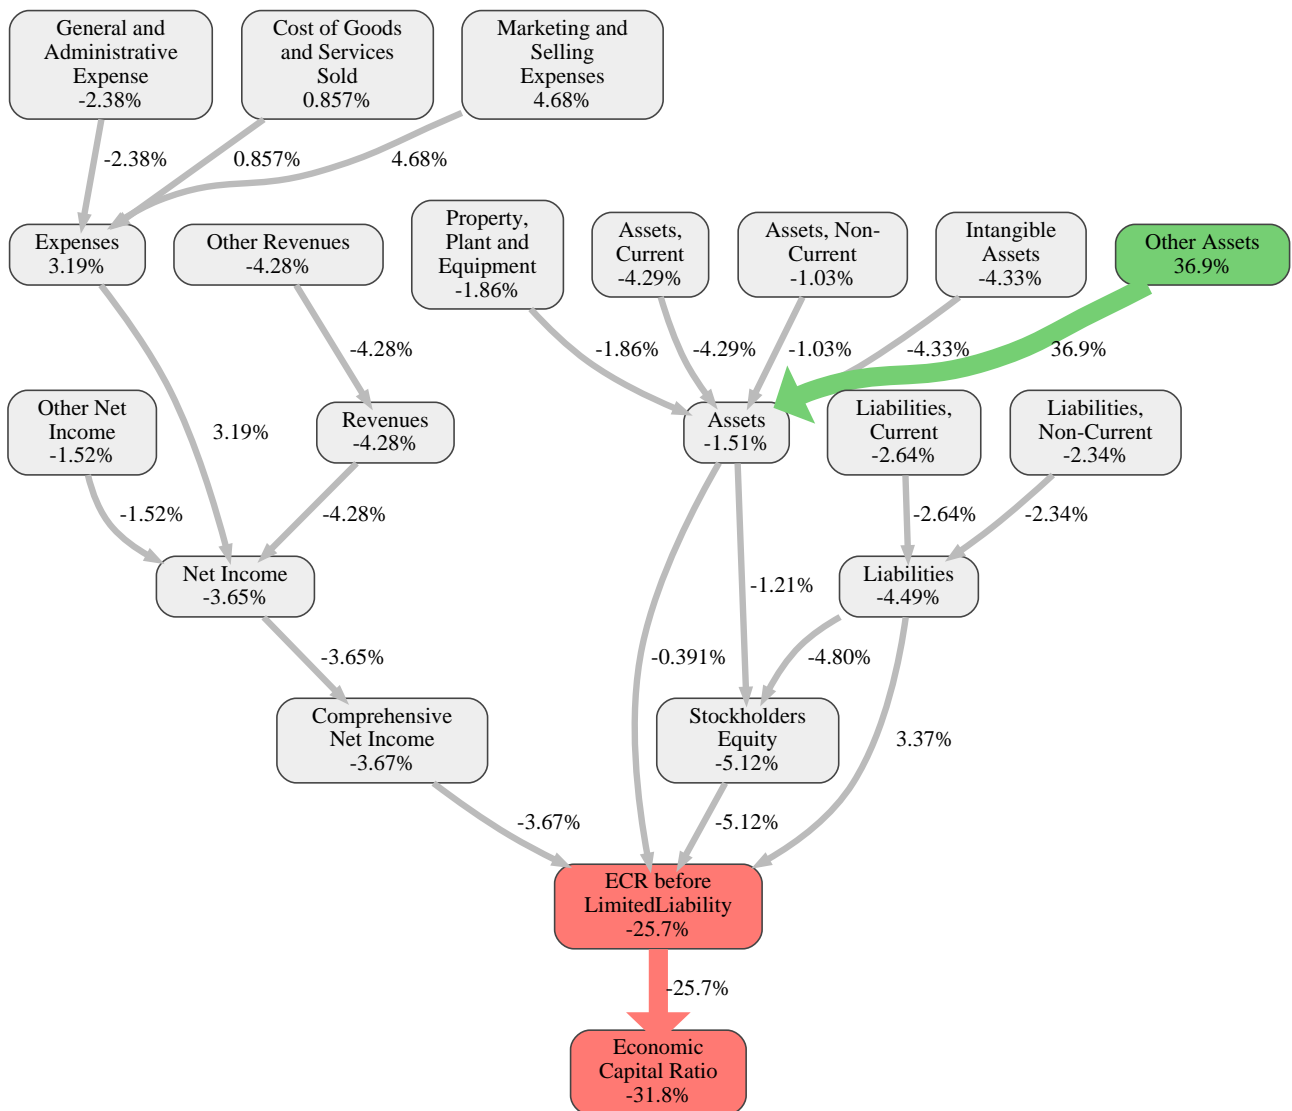 General and
Administrative
Expense
-2.38%
Cost of Goods
and Services
Sold
0.857%
Marketing and
Selling
Expenses
4.68%
-2.38%
0.857%
4.68%
Expenses
3.19%
Other Revenues
-4.28%
Property,
Plant and
Equipment
-1.86%
Assets,
Current
-4.29%
Assets, Non-
Current
-1.03%
Intangible
Assets
-4.33%
Other Assets
36.9%
-4.28%
-1.86%
-4.29%
-1.03%
-4.33%
36.9%
Other Net
Income
-1.52%
3.19%
Revenues
-4.28%
Assets
-1.51%
Liabilities,
Current
-2.64%
Liabilities,
Non-Current
-2.34%
-1.52%
-4.28%
-2.64%
-2.34%
Net Income
-3.65%
-1.21%
Liabilities
-4.49%
-3.65%
-0.391%
-4.80%
Comprehensive
Net Income
-3.67%
Stockholders
Equity
-5.12%
3.37%
-3.67%
-5.12%
ECR before
LimitedLiability
-25.7%
-25.7%
Economic
Capital Ratio
-31.8%